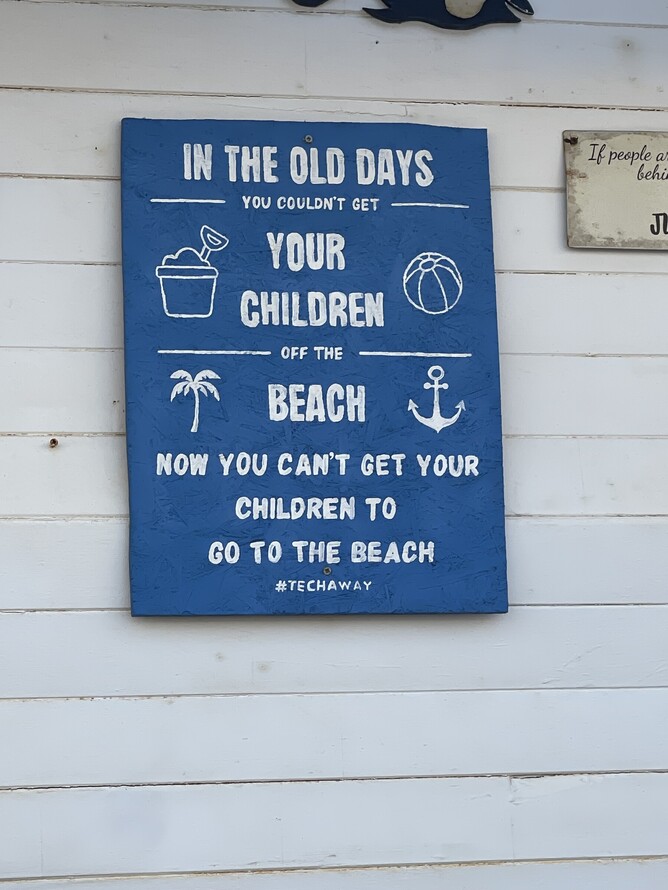 IN THE OLD DAYS
YOU COULDN'T GET
YOUR
CHILDREN
OFF THE
BEACH
NOW YOU CAN'T GET YOUR
CHILDREN TO
GO TO THE BEACH
#TECHAWAY
If people